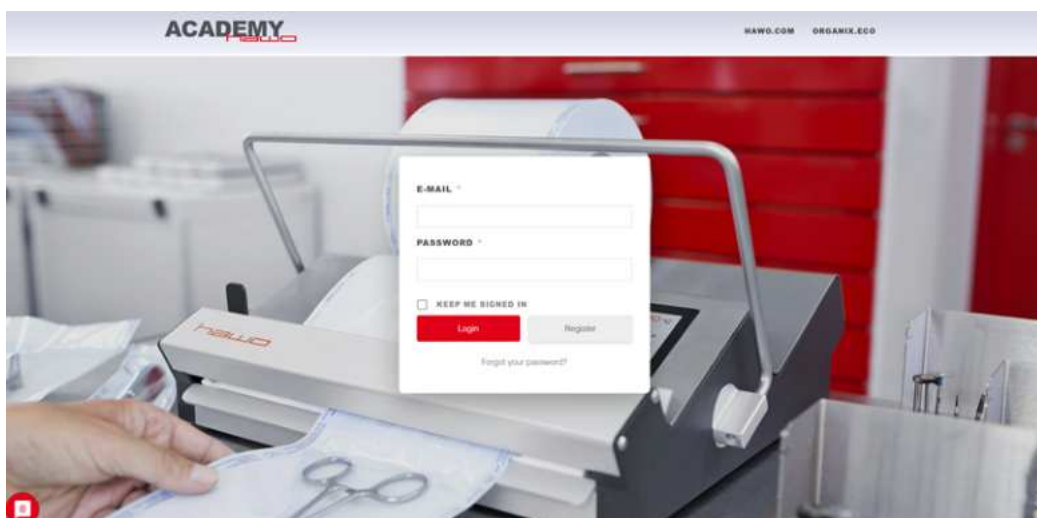 ACADEMY
hawo
HAWO.COM ORGANIX.ECO
E-MAIL *
PASSWORD *
KEEP ME SIGNED IN
Login Register
Forgot your password?
hawo